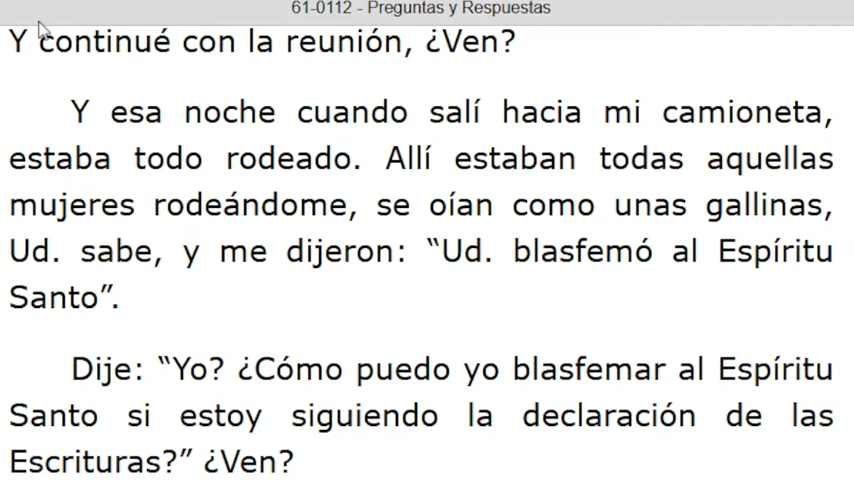 61-0112 - Preguntas y Respuestas
Y continué con la reunión, ¿Ven?
Y esa noche cuando salí hacia mi camioneta,
estaba todo rodeado. Allí estaban todas aquellas
mujeres rodeándome, se oían como unas gallinas,
Ud. sabe, y me dijeron: “Ud. blasfemó al Espíritu
Santo”.
Dije: “Yo? ¿Cómo puedo yo blasfemar al Espíritu
Santo si estoy siguiendo la declaración de las
Escrituras?” ¿Ven?